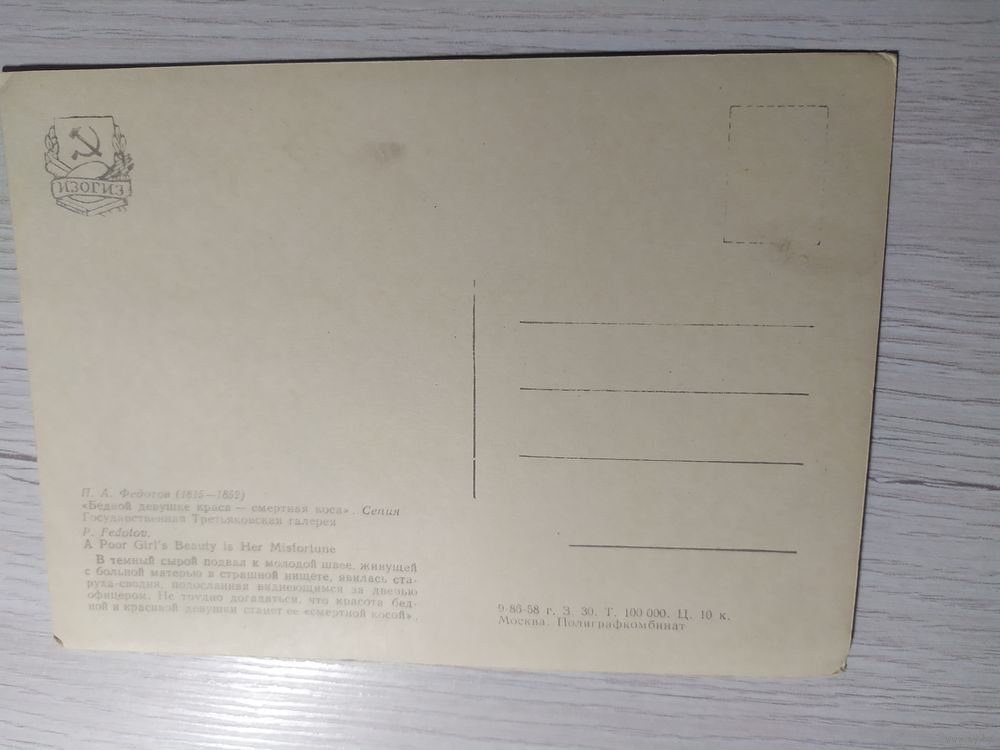 ИЗОГИЗ
П. А. Федотов (1815—1852)
«Бедной девушке краса — смертная коса». Сепия
Государственная Третьяковская галерея
P. Fedotov.
A Poor Girl's Beauty is Her Misfortune
В темный сырой подвал к молодой швее, живущей
с больной матерью в страшной нищете, явилась ста-
руха-сводня, подосланная виднеющимся за дверью
офицером. Не трудно догадаться, что красота бед-
ной и красивой девушки станет ее «смертной косой».
9-86-58 г. З. 30. Т. 100 000. Ц. 10 к.
Москва. Полиграфкомбинат